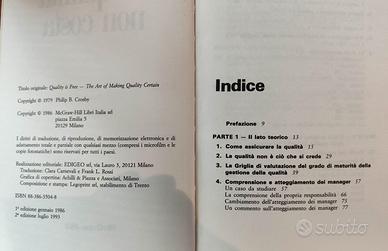 non costa
Titolo originale: Quality is Free — The Art of Making Quality Certain
Copyright © 1979 Philip B. Crosby
Copyright © 1986 McGraw-Hill Libri Italia srl
piazza Emilia 5
20129 Milano
I diritti di traduzione, di riproduzione, di memorizzazione elettronica e di
adattamento totale e parziale con qualsiasi mezzo (compresi i microfilm e le
copie fotostatiche) sono riservati per tutti i paesi.
Realizzazione editoriale: EDIGEO srl, via Lauro 3, 20121 Milano
Traduzione: Clara Carnevali e Frank L. Rossi
Grafica di copertina: Achilli & Piazza e Associati, Milano
Composizione e stampa: Legoprint srl, stabilimento di Trento
ISBN 88-386-0504-8
1ª edizione gennaio 1986
2ª edizione luglio 1993
Indice
Prefazione 9
PARTE 1 — Il lato teorico 13
1. Come assicurare la qualità 15
2. La qualità non è ciò che si crede 29
3. La Griglia di valutazione del grado di maturità della
gestione della qualità 39
4. Comprensione e atteggiamento dei manager 57
Un caso da studiare 57
La comprensione della propria responsabilità 66
Cambiamento dell'atteggiamento dei manager 75
Un commento sull'atteggiamento dei manager 77
subito